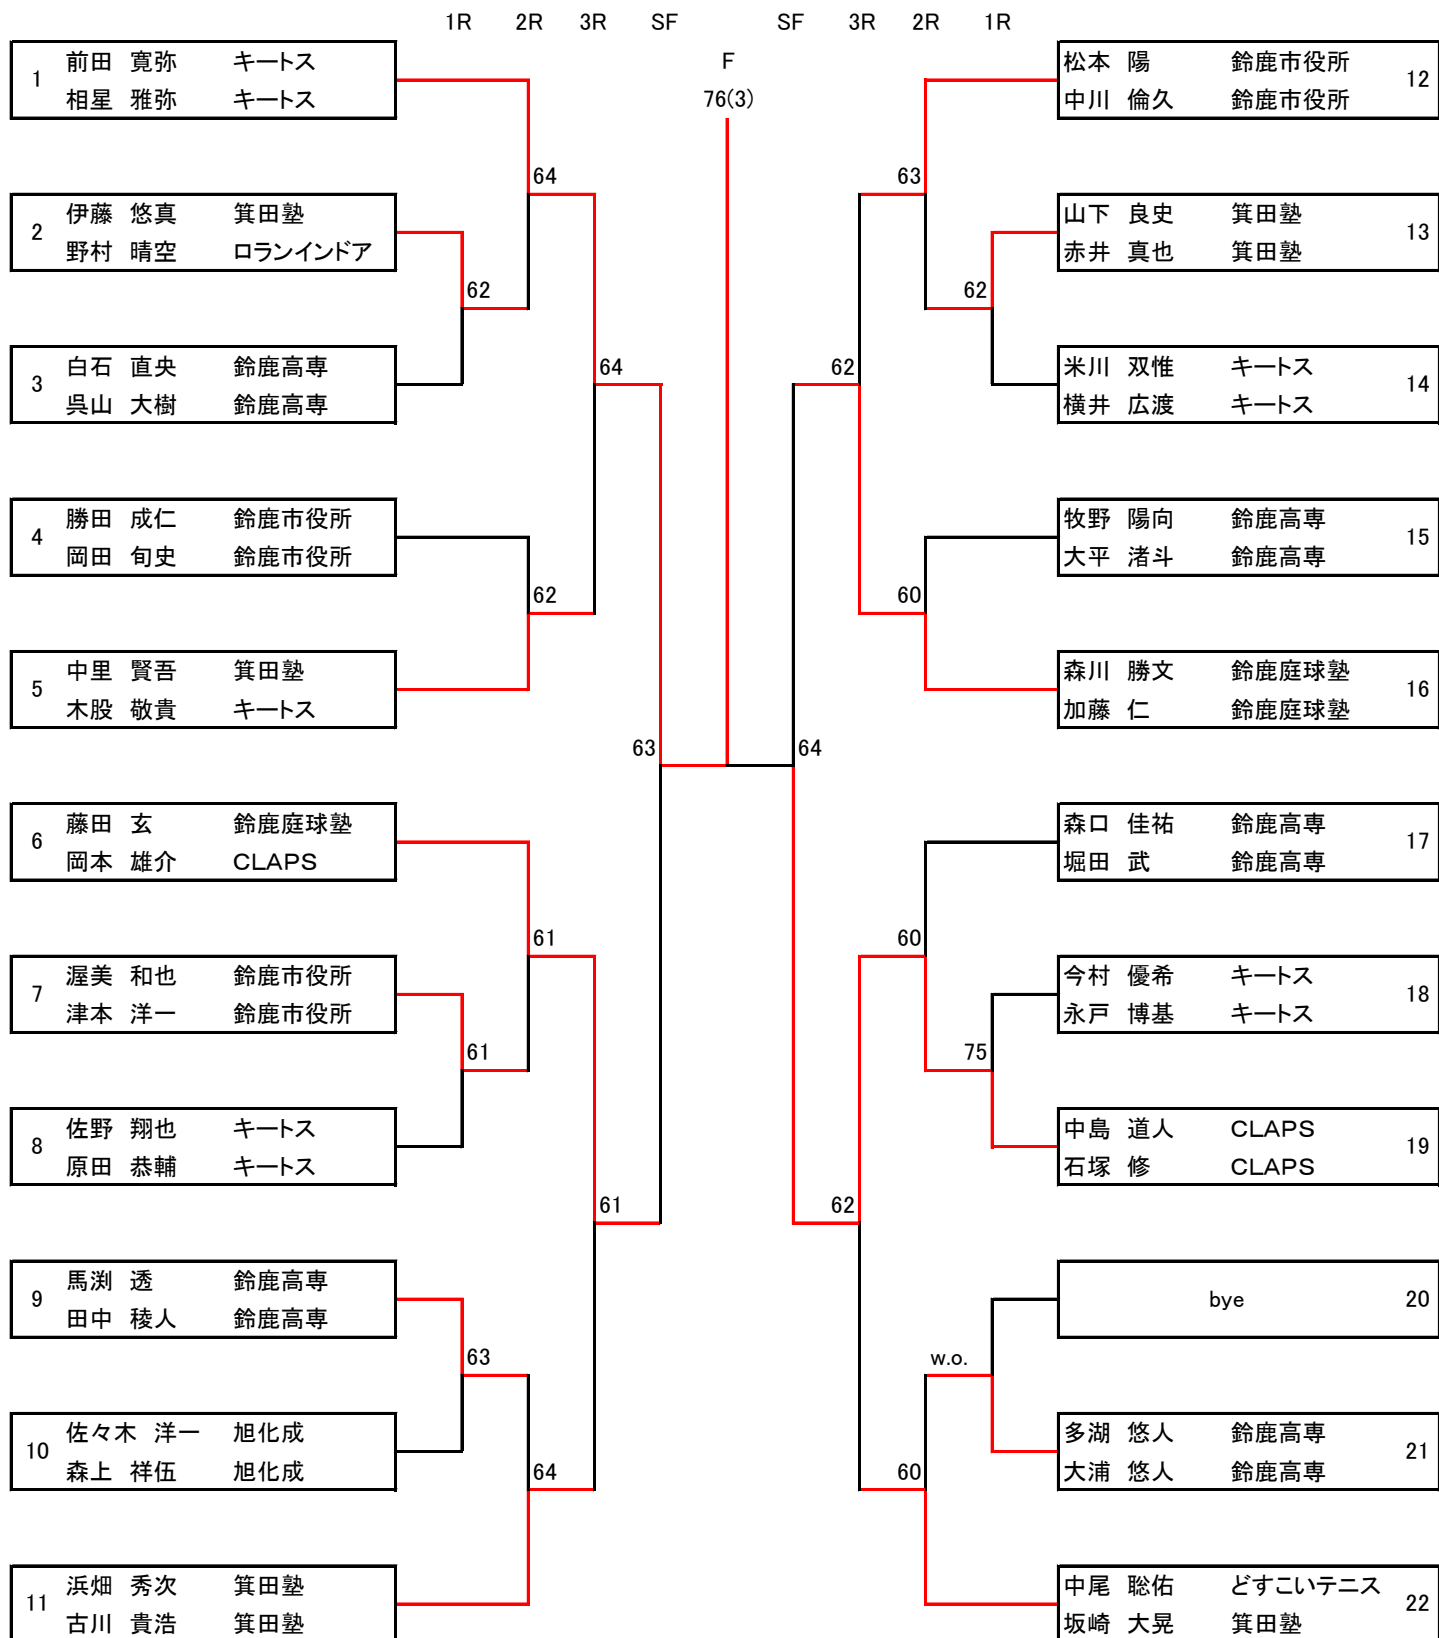 1R 2R 3R SF F SF 3R 2R 1R
76(3)
1 前田 寛弥 キートス
相星 雅弥 キートス
64
2 伊藤 悠真 箕田塾
野村 晴空 ロランインドア
62
3 白石 直央 鈴鹿高専
呉山 大樹 鈴鹿高専
64
4 勝田 成仁 鈴鹿市役所
岡田 旬史 鈴鹿市役所
62
5 中里 賢吾 箕田塾
木股 敬貴 キートス
63
6 藤田 玄 鈴鹿庭球塾
岡本 雄介 CLAPS
61
7 渥美 和也 鈴鹿市役所
津本 洋一 鈴鹿市役所
61
8 佐野 翔也 キートス
原田 恭輔 キートス
61
9 馬渕 透 鈴鹿高専
田中 稜人 鈴鹿高専
63
10 佐々木 洋一 旭化成
森上 祥伍 旭化成
64
11 浜畑 秀次 箕田塾
古川 貴浩 箕田塾
松本 陽 鈴鹿市役所 12
中川 倫久 鈴鹿市役所
63
山下 良史 箕田塾 13
赤井 真也 箕田塾
62
米川 双惟 キートス 14
横井 広渡 キートス
62
牧野 陽向 鈴鹿高専 15
大平 渚斗 鈴鹿高専
60
森川 勝文 鈴鹿庭球塾 16
加藤 仁 鈴鹿庭球塾
64
森口 佳祐 鈴鹿高専 17
堀田 武 鈴鹿高専
60
今村 優希 キートス 18
永戸 博基 キートス
75
中島 道人 CLAPS 19
石塚 修 CLAPS
62
bye 20
w.o.
多湖 悠人 鈴鹿高専 21
大浦 悠人 鈴鹿高専
60
中尾 聡佑 どすこいテニス 22
坂崎 大晃 箕田塾